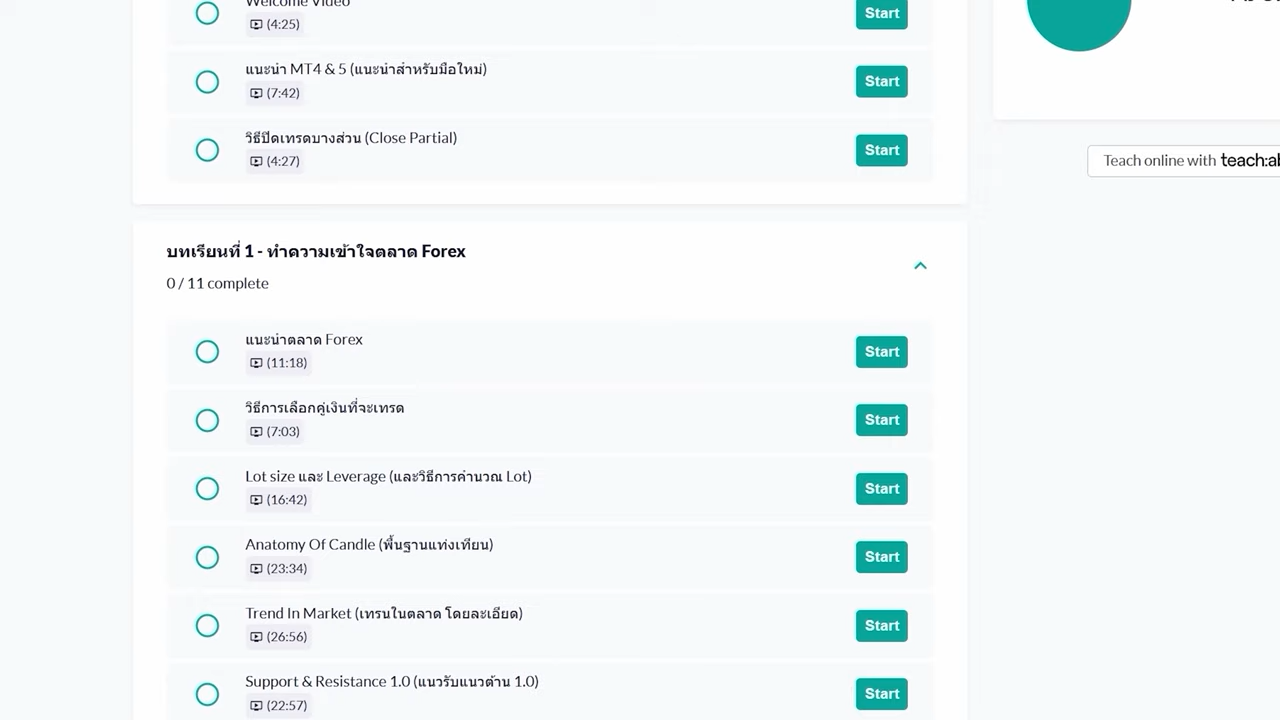 Welcome Video
(4:25)
Start
แนะนำ MT4 & 5 (แนะนำสำหรับมือใหม่)
(7:42)
Start
วิธีปิดเทรดบางส่วน (Close Partial)
(4:27)
Start
Teach online with teach:ab
บทเรียนที่ 1 - ทำความเข้าใจตลาด Forex
0 / 11 complete
แนะนำตลาด Forex
(11:18)
Start
วิธีการเลือกคู่เงินที่จะเทรด
(7:03)
Start
Lot size และ Leverage (และวิธีการคำนวณ Lot)
(16:42)
Start
Anatomy Of Candle (พื้นฐานแท่งเทียน)
(23:34)
Start
Trend In Market (เทรนในตลาด โดยละเอียด)
(26:56)
Start
Support & Resistance 1.0 (แนวรับแนวต้าน 1.0)
(22:57)
Start